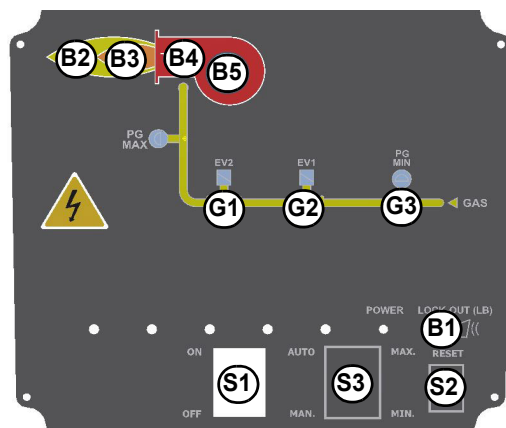 B2 B3 B4 B5
PG
MAX
EV2 EV1 PG
MIN
G1 G2 G3 GAS
POWER LOCK-OUT (LB)
B1
ON AUTO MAX. RESET
S1 S3 S2
OFF MAN. MIN.